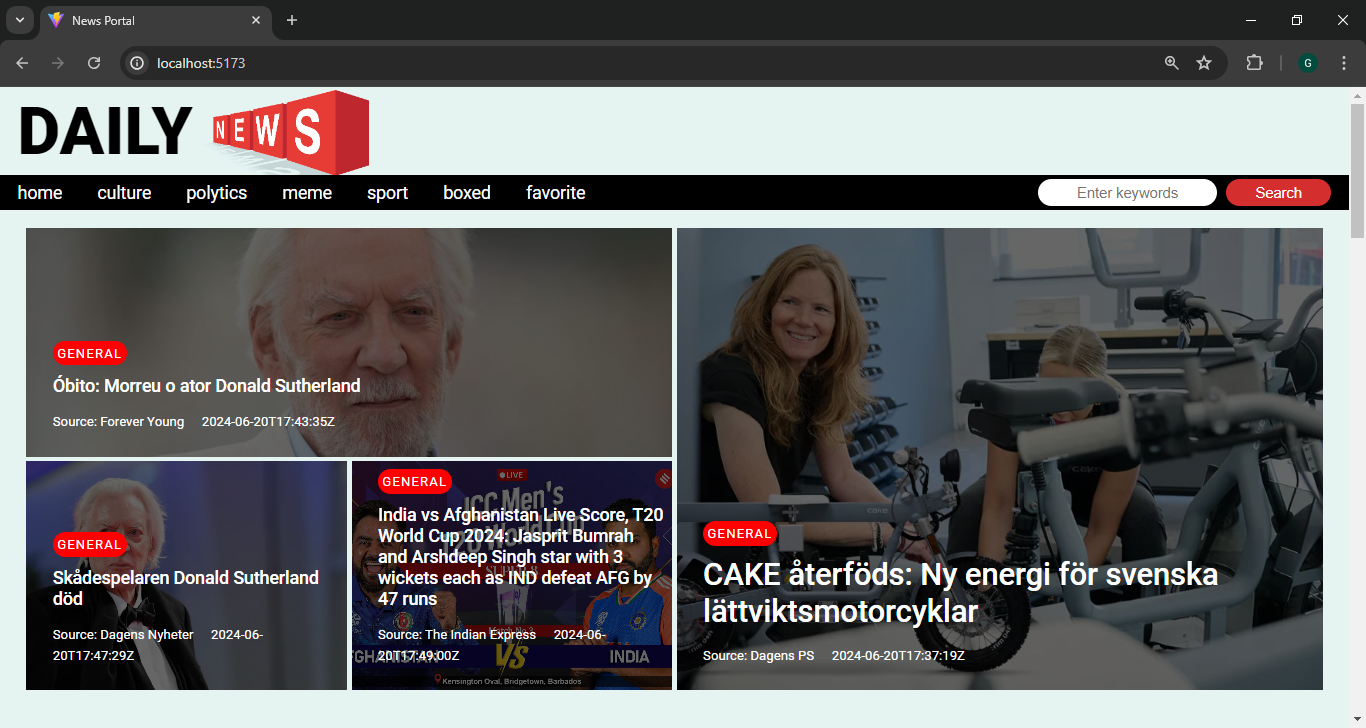 News Portal
localhost:5173
G
DAILY NEWS
home culture polytics meme sport boxed favorite Enter keywords Search
GENERAL
Óbito: Morreu o ator Donald Sutherland
Source: Forever Young 2024-06-20T17:43:35Z
GENERAL
Skådespelaren Donald Sutherland
död
Source: Dagens Nyheter 2024-06-
20T17:47:29Z
LIVE
GENERAL
ICC Men's
India vs Afghanistan Live Score, T20
World Cup 2024: Jasprit Bumrah
and Arshdeep Singh star with 3
wickets each as IND defeat AFG by
47 runs
Source: The Indian Express 2024-06-
20T17:49:00Z
VS
INDIA
Kensington Oval, Bridgetown, Barbados
GENERAL
CAKE återföds: Ny energi för svenska
lättviktsmotorcyklar
Source: Dagens PS 2024-06-20T17:37:19Z